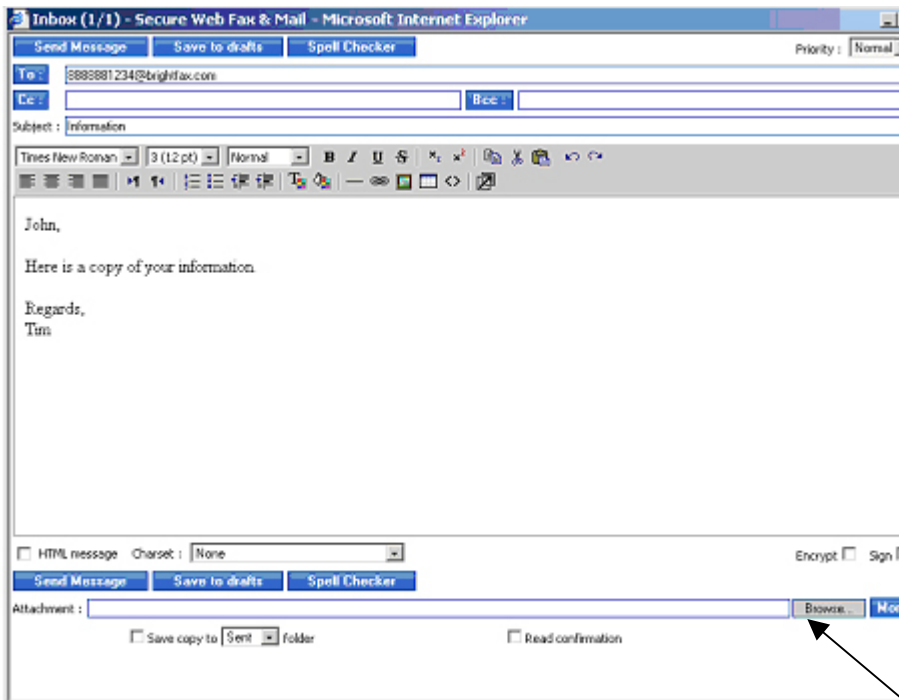 Inbox (1/1) - Secure Web Fax & Mail - Microsoft Internet Explorer
Send Message Save to drafts Spell Checker Priority : Normal
To : 8888881234@brightfax.com
Cc : Bcc :
Subject : Information
Times New Roman 3 (12 pt) Normal B I U S x₂ x²
John,
Here is a copy of your information
Regards,
Tim
HTML message Charset : None Encrypt Sign
Send Message Save to drafts Spell Checker
Attachment : Browse...
Save copy to Sent folder Read confirmation